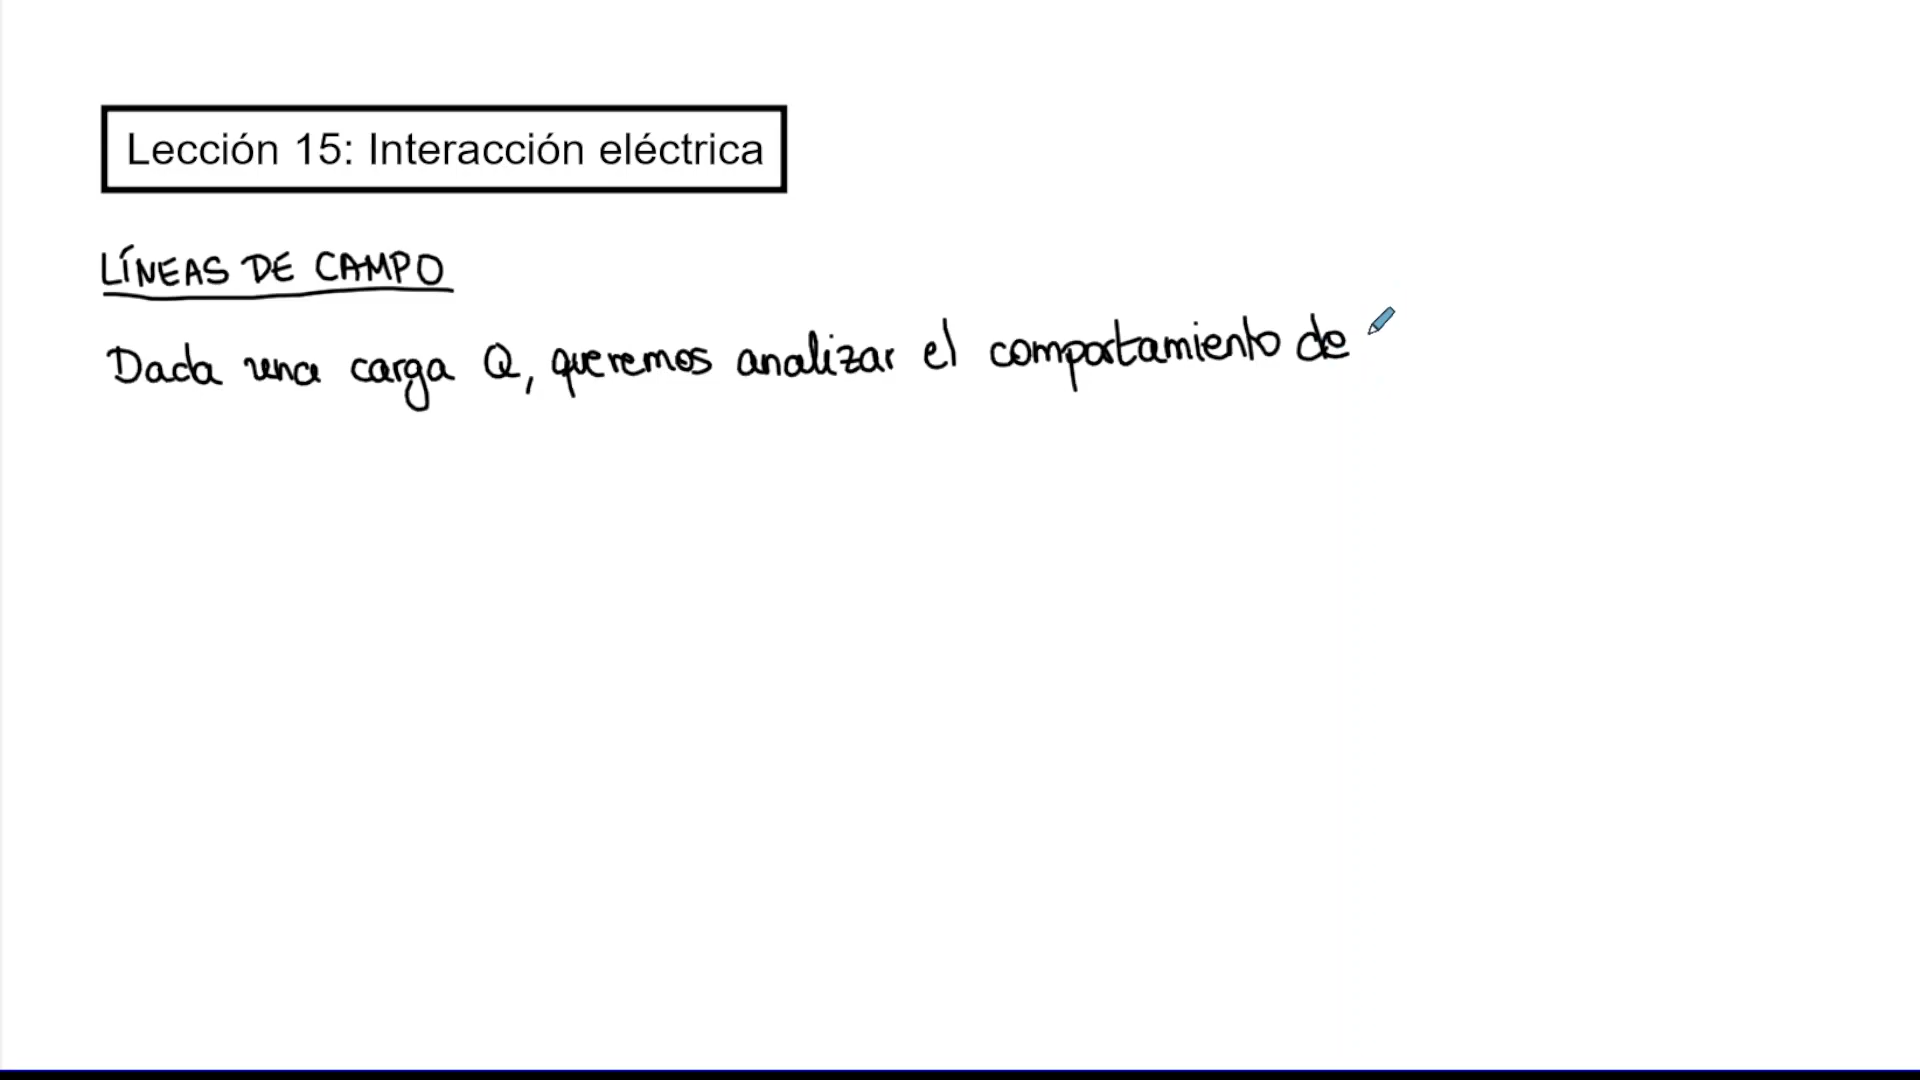 Lección 15: Interacción eléctrica
LÍNEAS DE CAMPO
Dada una carga Q, queremos analizar el comportamiento de